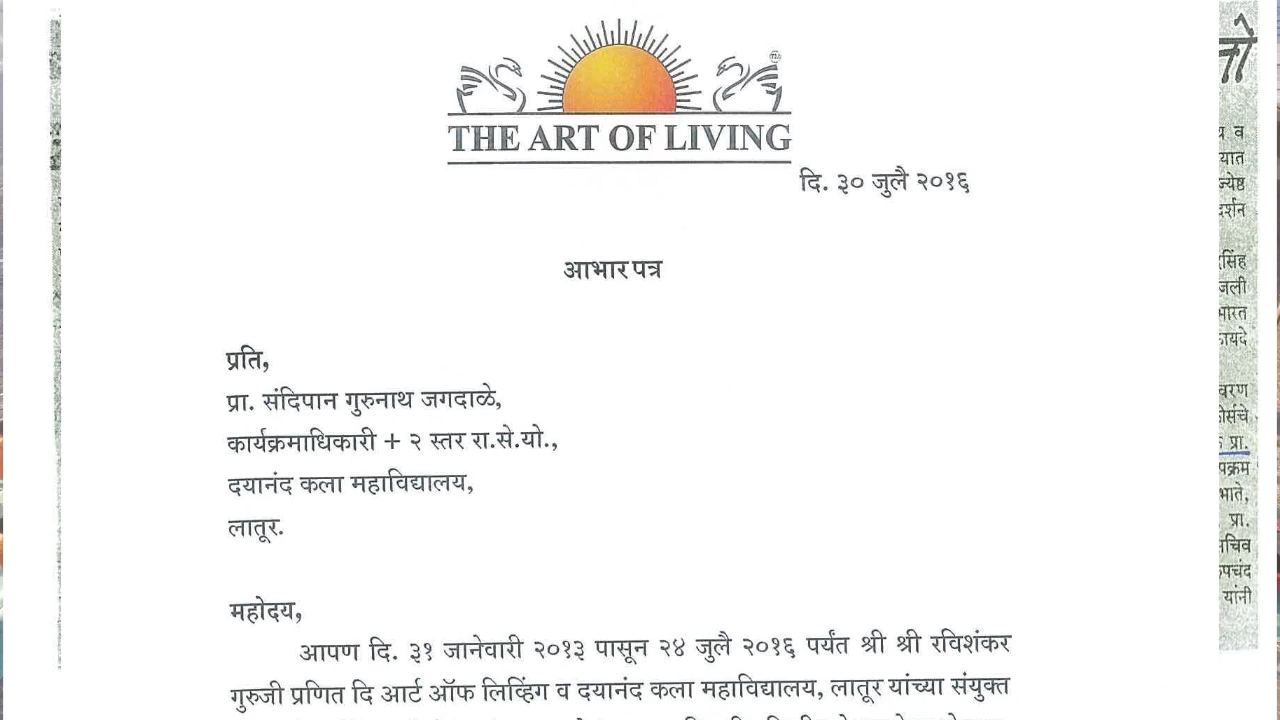 THE ART OF LIVING
दि. ३० जुलै २०१६
आभार पत्र
प्रति,
प्रा. संदिपान गुरुनाथ जगदाळे,
कार्यक्रमाधिकारी + २ स्तर रा.से.यो.,
दयानंद कला महाविद्यालय,
लातूर.
महोदय,
आपण दि. ३१ जानेवारी २०१३ पासून २४ जुलै २०१६ पर्यंत श्री श्री रविशंकर
गुरुजी प्रणित दि आर्ट ऑफ लिव्हिंग व दयानंद कला महाविद्यालय, लातूर यांच्या संयुक्त
व
प्रा.
प्रा.
यांनी